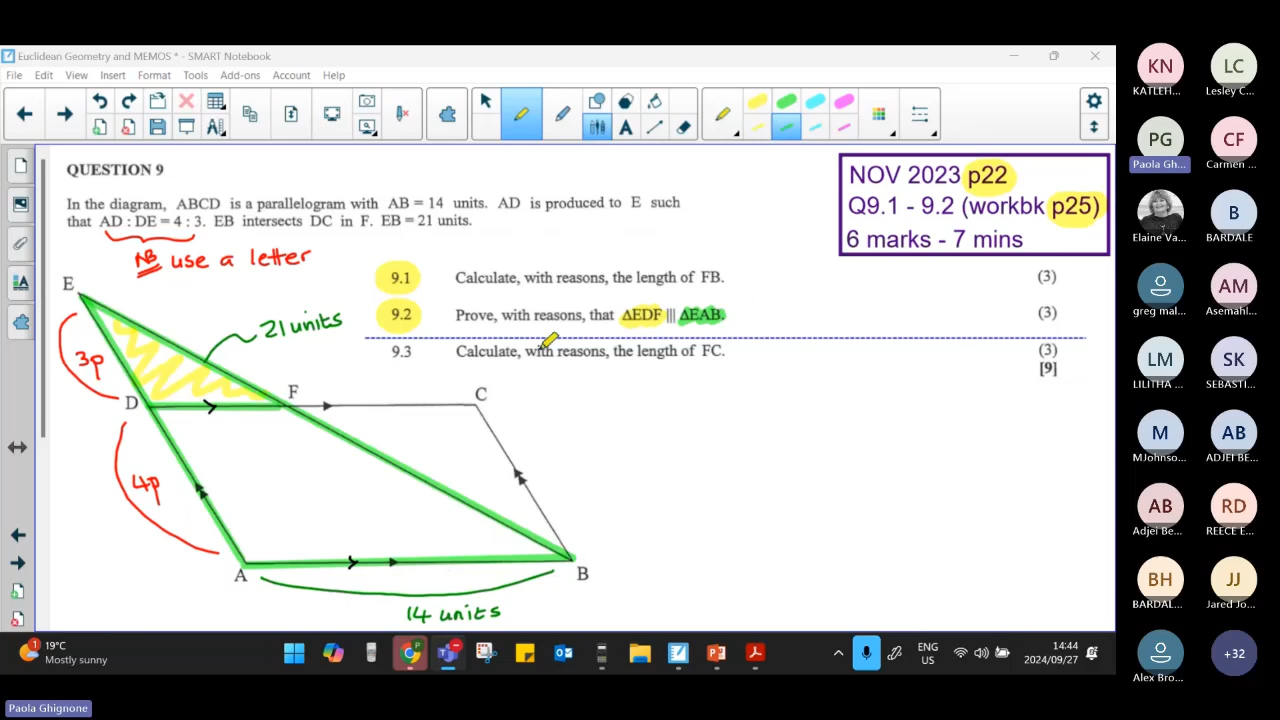 Euclidean Geometry and MEMOS * - SMART Notebook
File Edit View Insert Format Tools Add-ons Account Help
QUESTION 9
In the diagram, ABCD is a parallelogram with AB = 14 units. AD is produced to E such
that AD : DE = 4 : 3. EB intersects DC in F. EB = 21 units.
NB use a letter
NOV 2023 p22
Q9.1 - 9.2 (workbk p25)
6 marks - 7 mins
9.1 Calculate, with reasons, the length of FB. (3)
9.2 Prove, with reasons, that ΔEDF ||| ΔEAB. (3)
9.3 Calculate, with reasons, the length of FC. (3)
[9]
E
21 units
3p
D
F
C
4p
A
B
14 units
KN
KATLEH...
LC
Lesley C...
PG
Paola Gh...
CF
Carmen ...
Elaine Va...
B
BARDALE
greg mal...
AM
Asemahl...
LM
LILITHA ...
SK
SEBASTI...
M
MJohnso...
AB
ADJEI BE...
AB
Adjei Be...
RD
REECE E...
BH
BARDAL...
JJ
Jared Jo...
Alex Bro...
+32
1
19°C
Mostly sunny
ENG
US
14:44
2024/09/27
Paola Ghignone